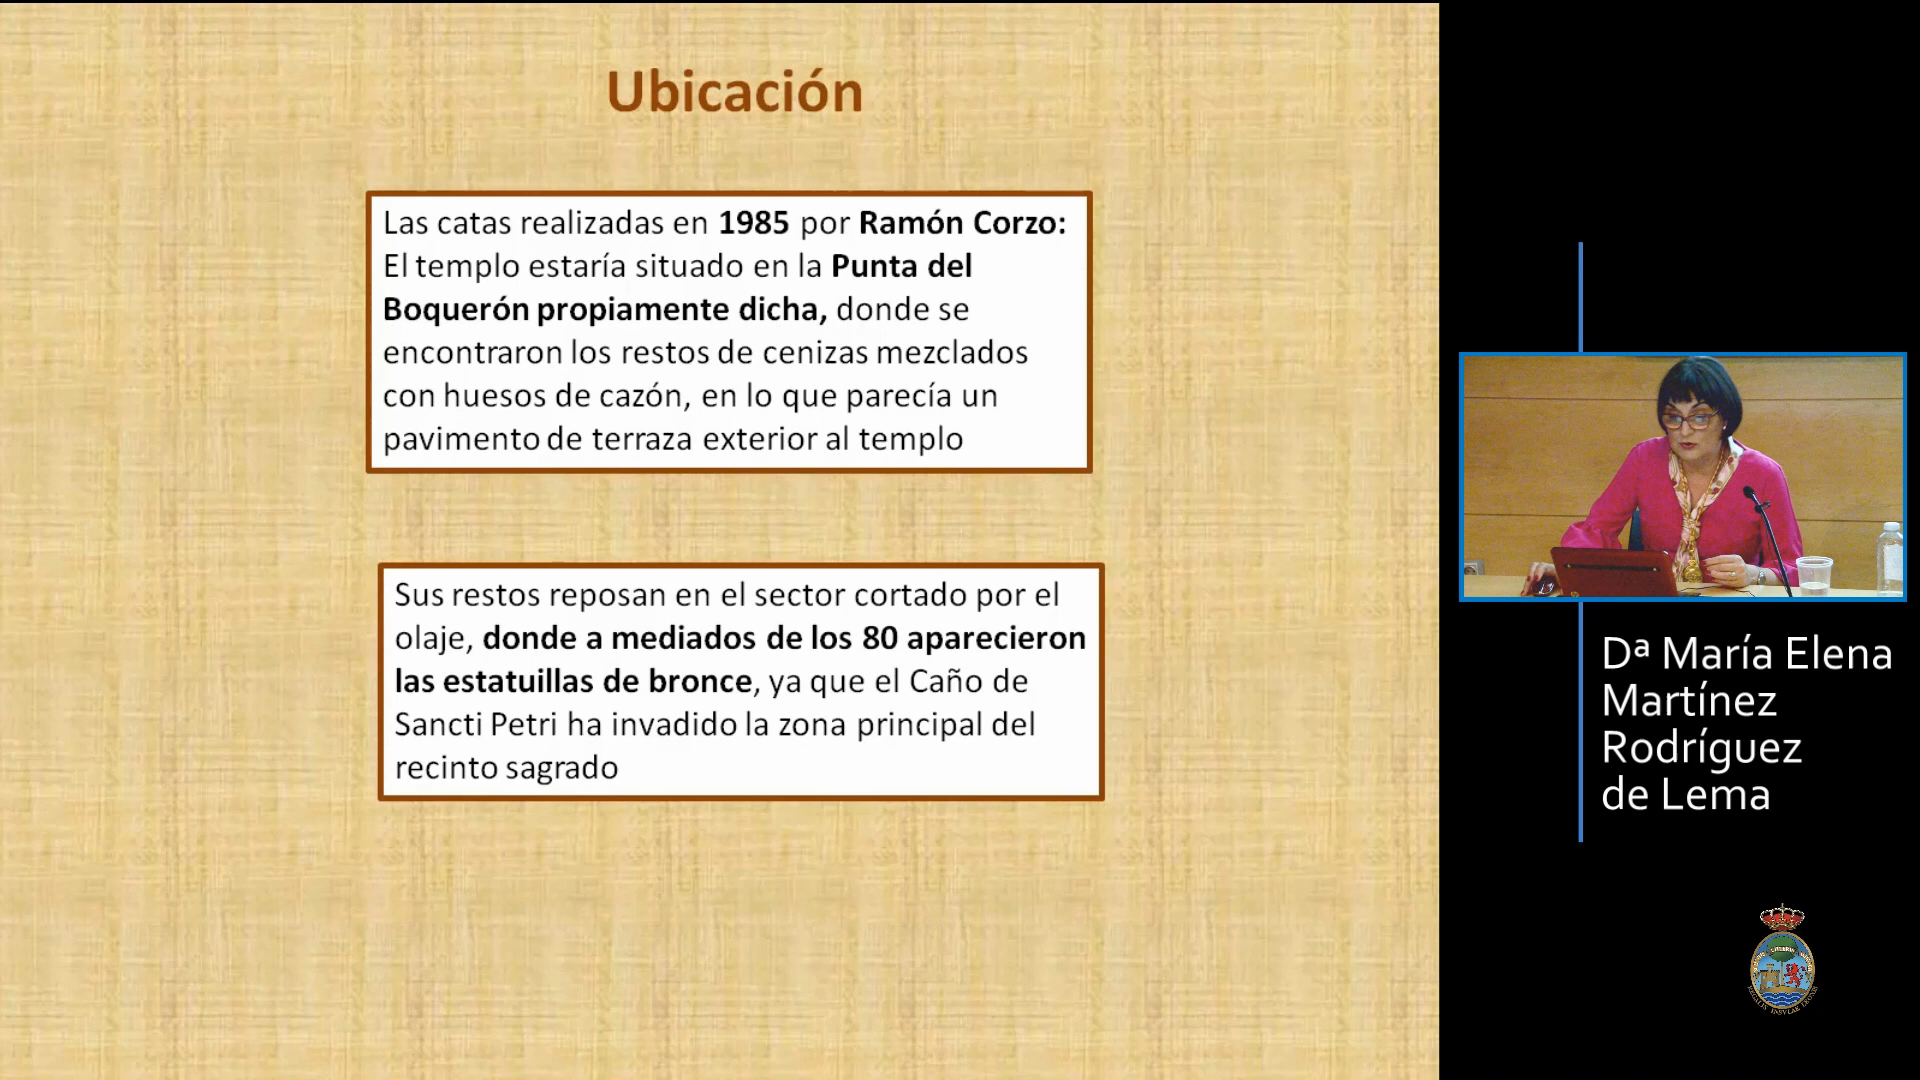 Ubicación
Las catas realizadas en 1985 por Ramón Corzo:
El templo estaría situado en la Punta del
Boquerón propiamente dicha, donde se
encontraron los restos de cenizas mezclados
con huesos de cazón, en lo que parecía un
pavimento de terraza exterior al templo
Sus restos reposan en el sector cortado por el
olaje, donde a mediados de los 80 aparecieron
las estatuillas de bronce, ya que el Caño de
Sancti Petri ha invadido la zona principal del
recinto sagrado
Dª María Elena
Martínez
Rodríguez
de Lema